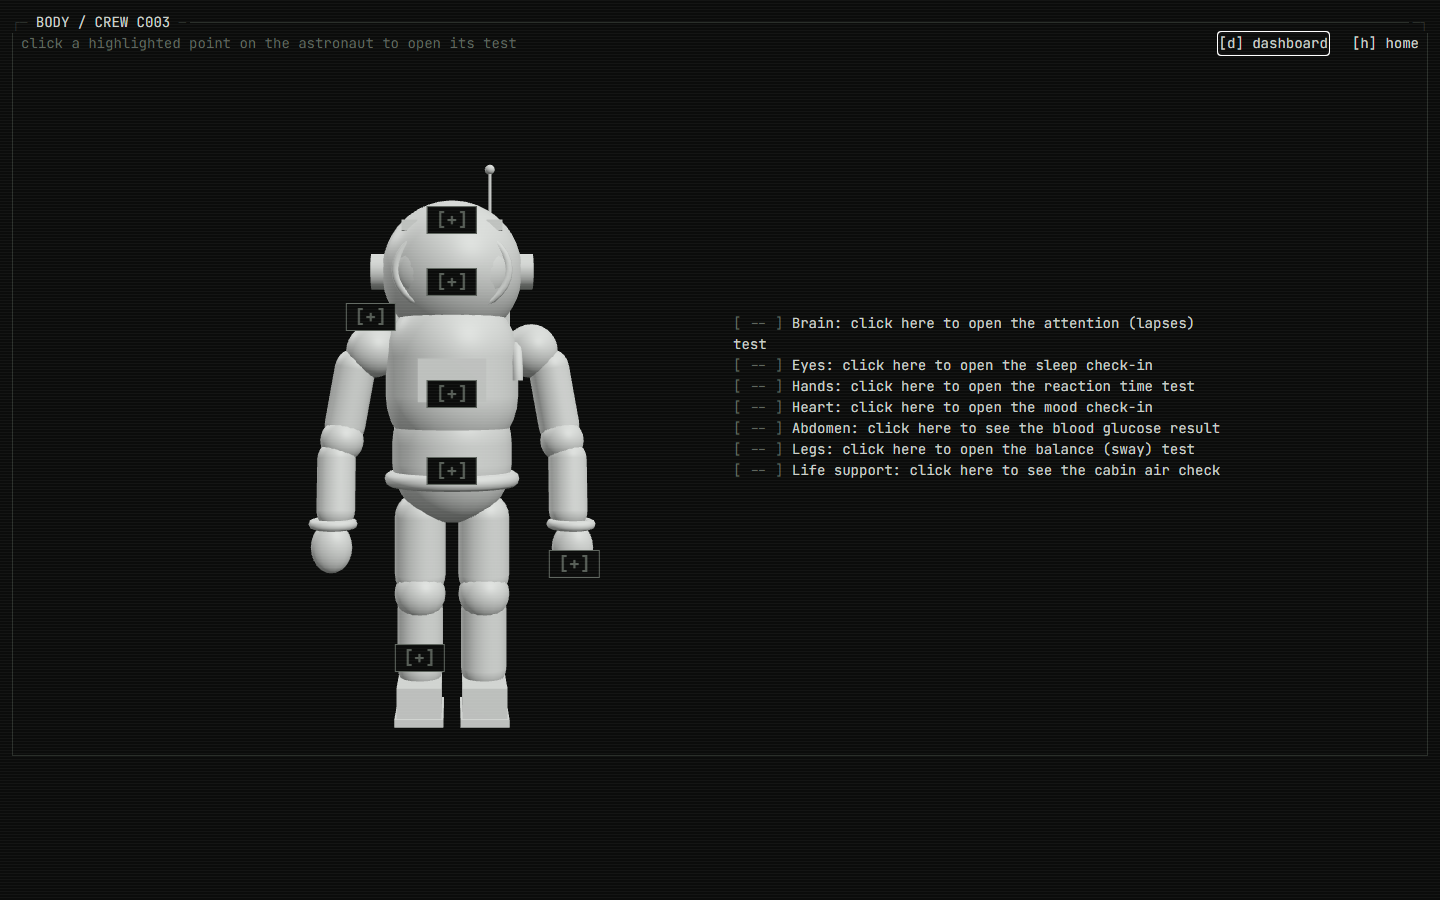 BODY / CREW C003
click a highlighted point on the astronaut to open its test
[d] dashboard [h] home
[+]
[+]
[+]
[+]
[+]
[+]
[+]
[ -- ] Brain: click here to open the attention (lapses)
test
[ -- ] Eyes: click here to open the sleep check-in
[ -- ] Hands: click here to open the reaction time test
[ -- ] Heart: click here to open the mood check-in
[ -- ] Abdomen: click here to see the blood glucose result
[ -- ] Legs: click here to open the balance (sway) test
[ -- ] Life support: click here to see the cabin air check